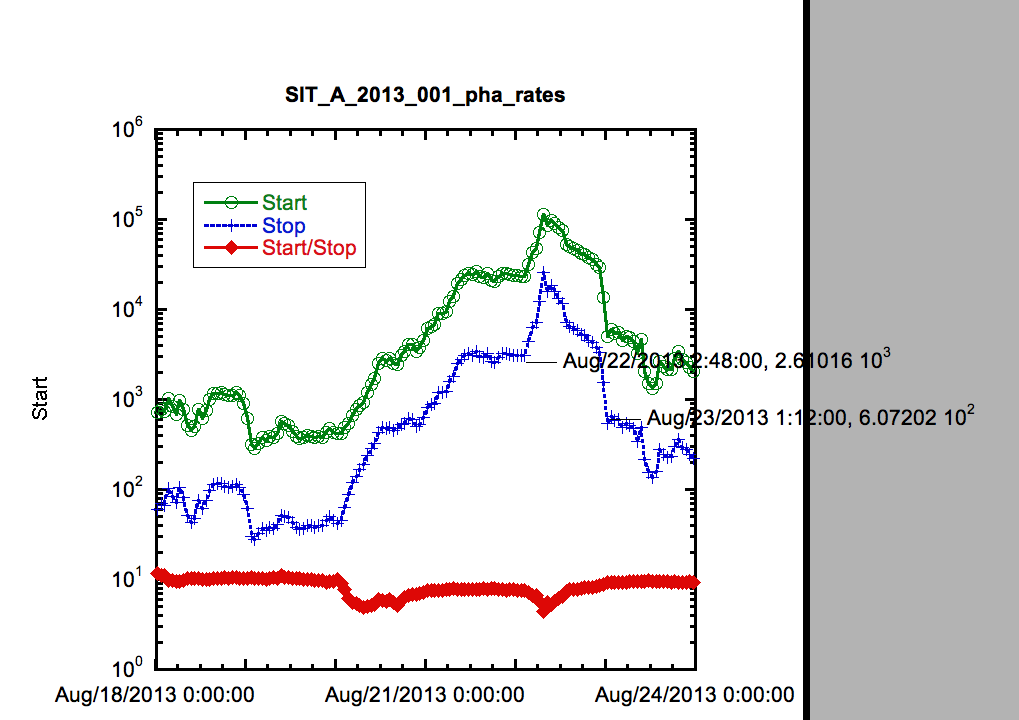 SIT_A_2013_001_pha_rates
10^6
Start
Stop
Start/Stop
10^5
10^4
Aug/22/2013 2:48:00, 2.61016 10^3
10^3
Start
Aug/23/2013 1:12:00, 6.07202 10^2
10^2
10^1
10^0
Aug/18/2013 0:00:00 Aug/21/2013 0:00:00 Aug/24/2013 0:00:00